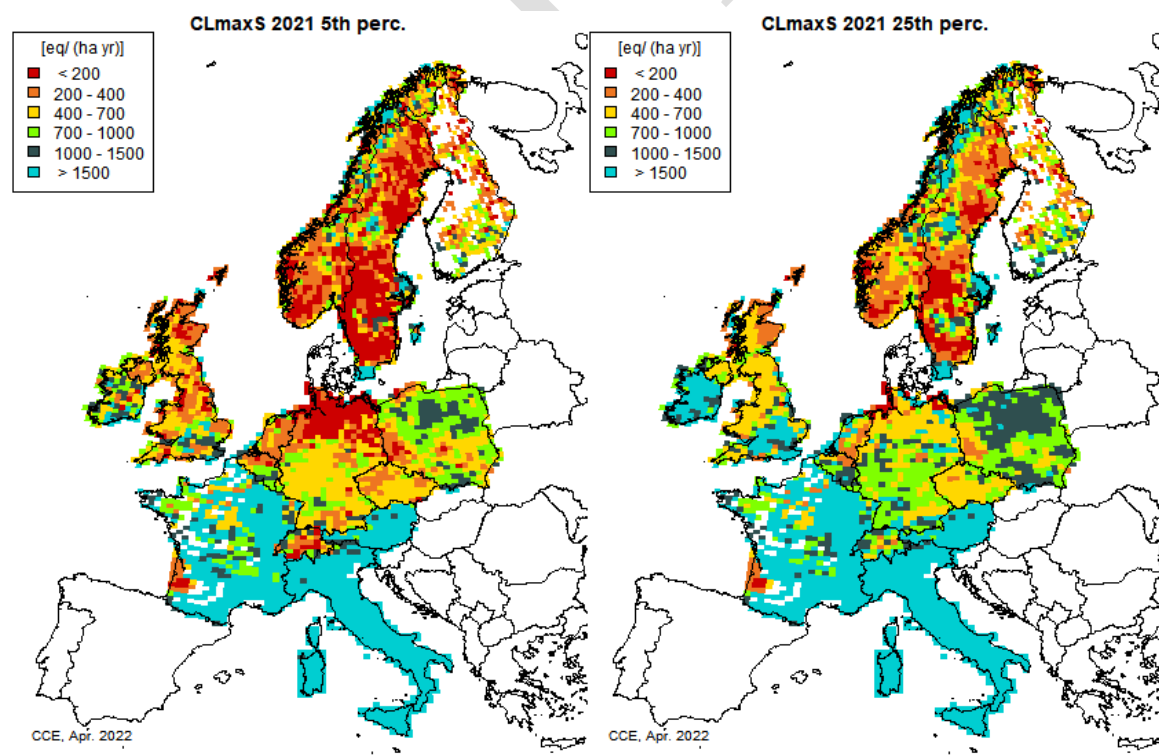 CLmaxS 2021 5th perc.
[eq/ (ha yr)]
< 200
200 - 400
400 - 700
700 - 1000
1000 - 1500
> 1500
CCE, Apr. 2022
CLmaxS 2021 25th perc.
[eq/ (ha yr)]
< 200
200 - 400
400 - 700
700 - 1000
1000 - 1500
> 1500
CCE, Apr. 2022